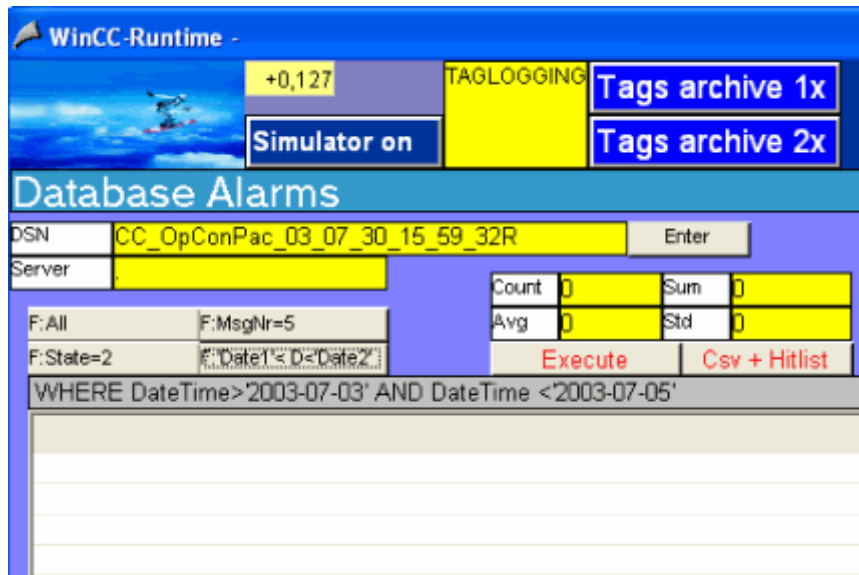 WinCC-Runtime -
+0,127
TAGLOGGING
Tags archive 1x
Simulator on
Tags archive 2x
Database Alarms
DSN CC_OpConPac_03_07_30_15_59_32R Enter
Server .
Count 0 Sum 0
F:All F:MsgNr=5 Avg 0 Std 0
F:State=2 F:'Date1'< D<'Date2' Execute Csv + Hitlist
WHERE DateTime>'2003-07-03' AND DateTime <'2003-07-05'